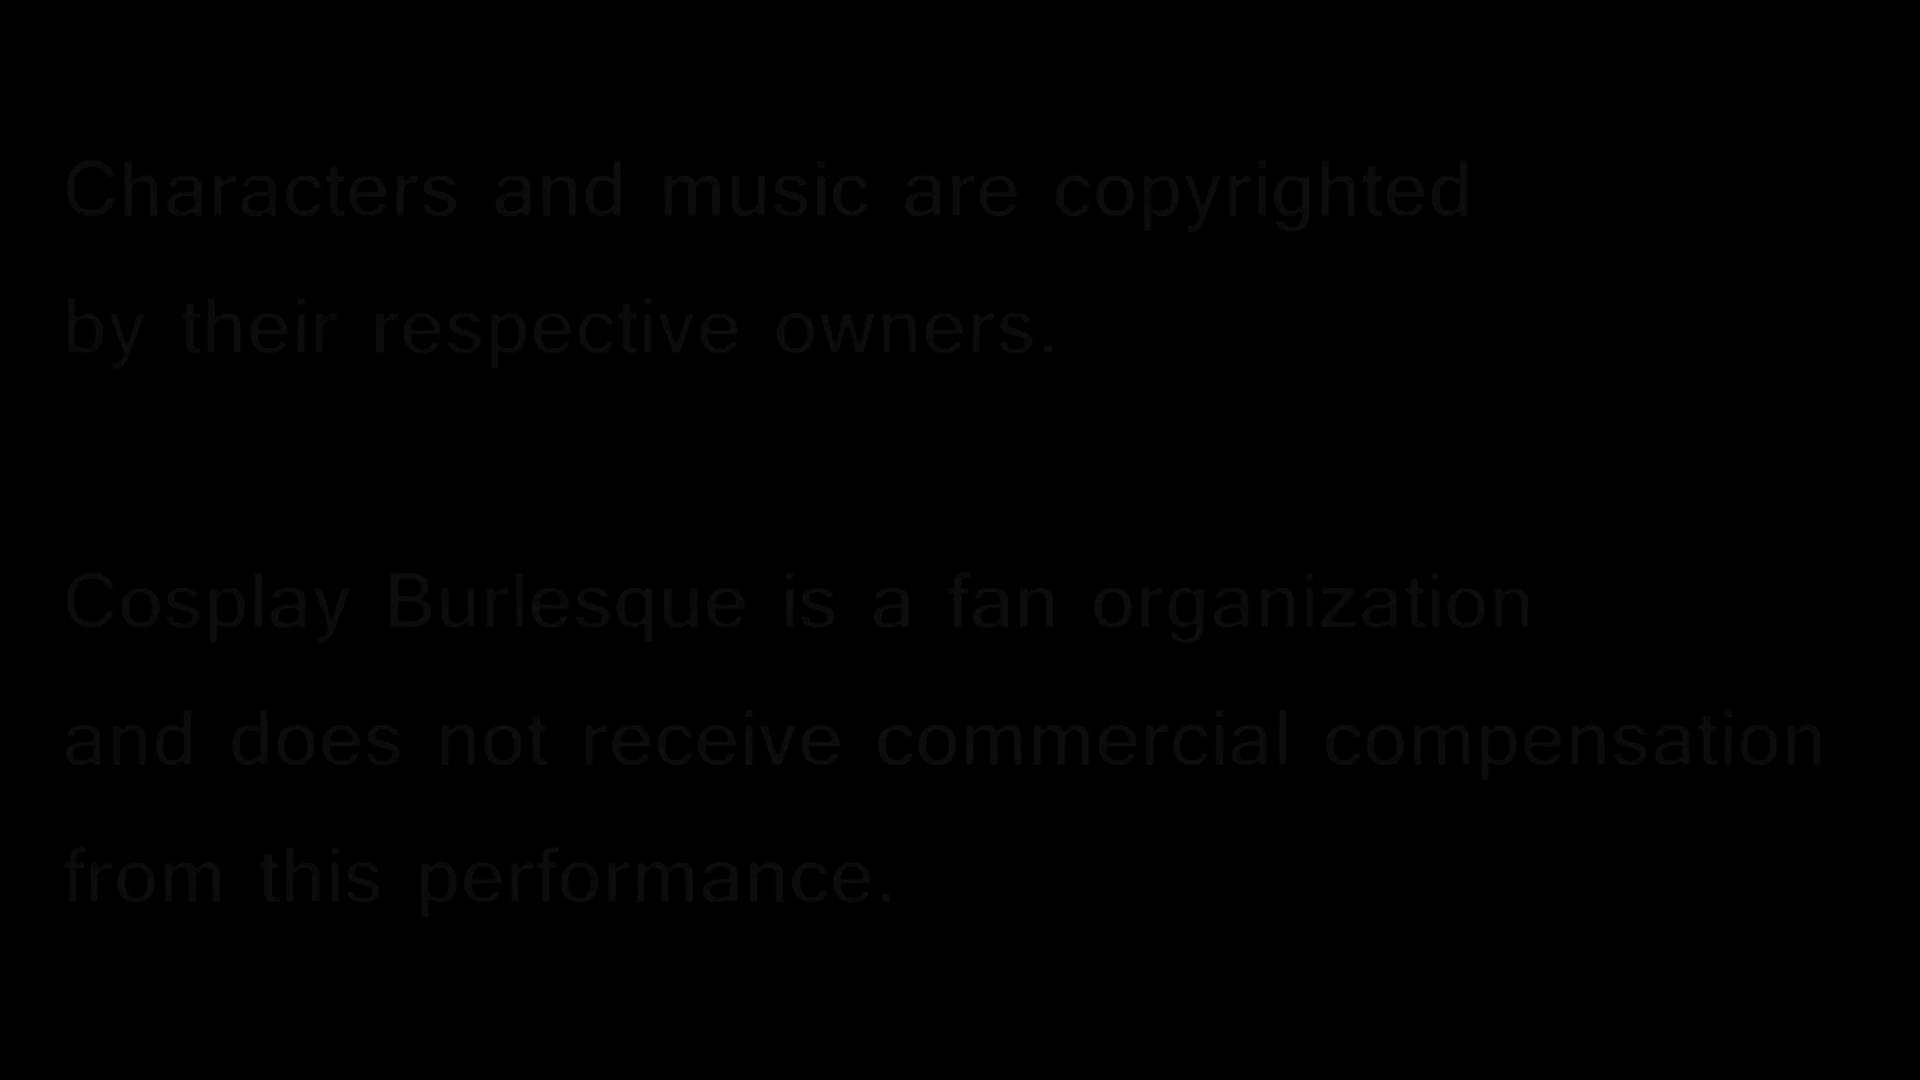 Characters and music are copyrighted
by their respective owners.
Cosplay Burlesque is a fan organization
and does not receive commercial compensation
from this performance.